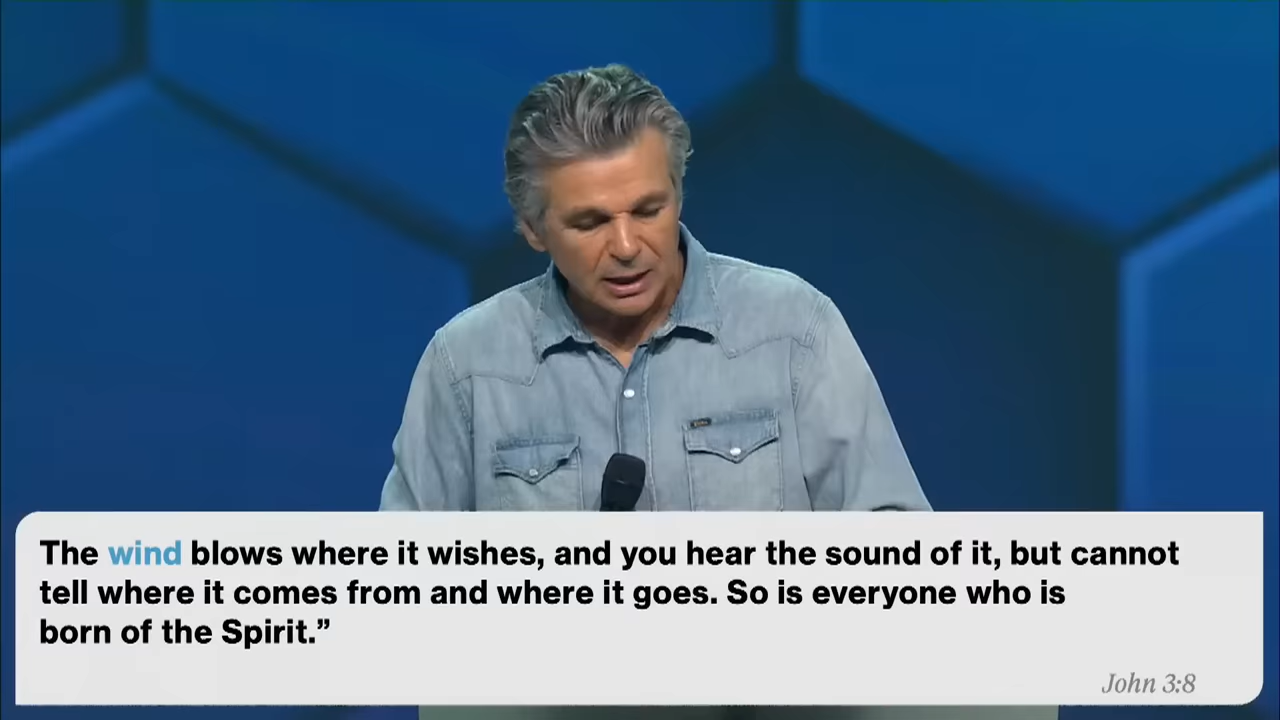 The wind blows where it wishes, and you hear the sound of it, but cannot
tell where it comes from and where it goes. So is everyone who is
born of the Spirit.”
John 3:8